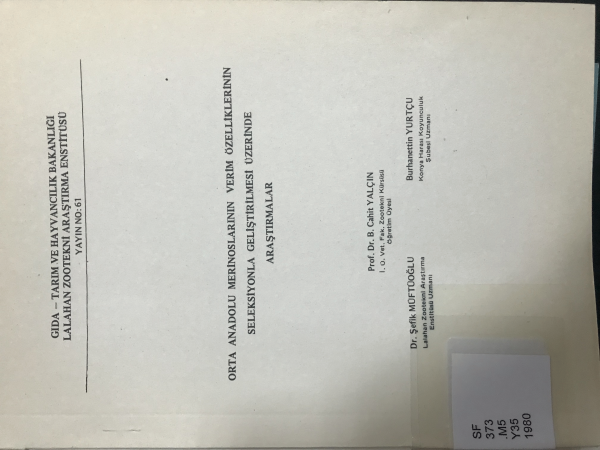 GIDA – TARIM VE HAYVANCILIK BAKANLIĞI
LALAHAN ZOOTEKNİ ARAŞTIRMA ENSTİTÜSÜ
YAYIN NO: 61
ORTA ANADOLU MERİNOSLARININ VERİM ÖZELLİKLERİNİN
SELEKSİYONLA GELİŞTİRİLMESİ ÜZERİNDE
ARAŞTIRMALAR
Prof. Dr. B. Cahit YALÇIN
İ. Ü. Vet. Fak. Zootekni Kürsüsü
Öğretim Üyesi
Dr. Şefik MÜFTÜOĞLU
Lalahan Zootekni Araştırma
Enstitüsü Uzmanı
Burhanettin YURTÇU
Konya Harası Koyunculuk
Şubesi Uzmanı
SF
373
.M5
Y35
1980